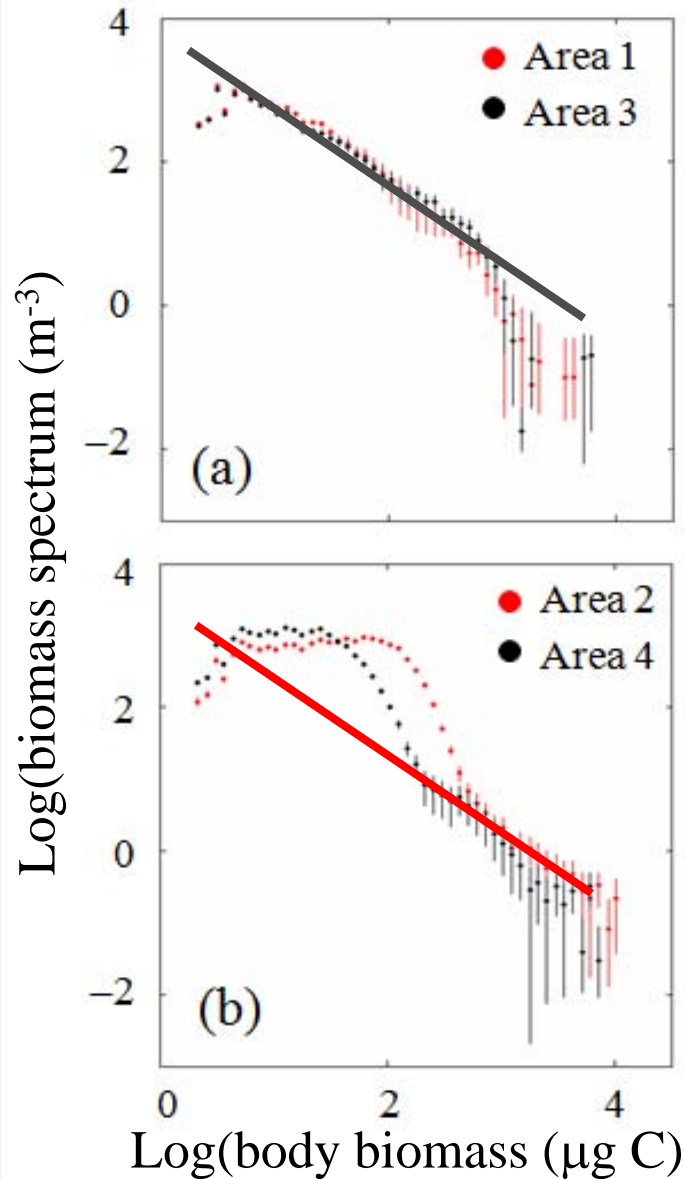 Log(biomass spectrum (m-3)
4
2
0
−2
Area 1
Area 3
(a)
4
2
0
−2
Area 2
Area 4
(b)
0 2 4
Log(body biomass (μg C)